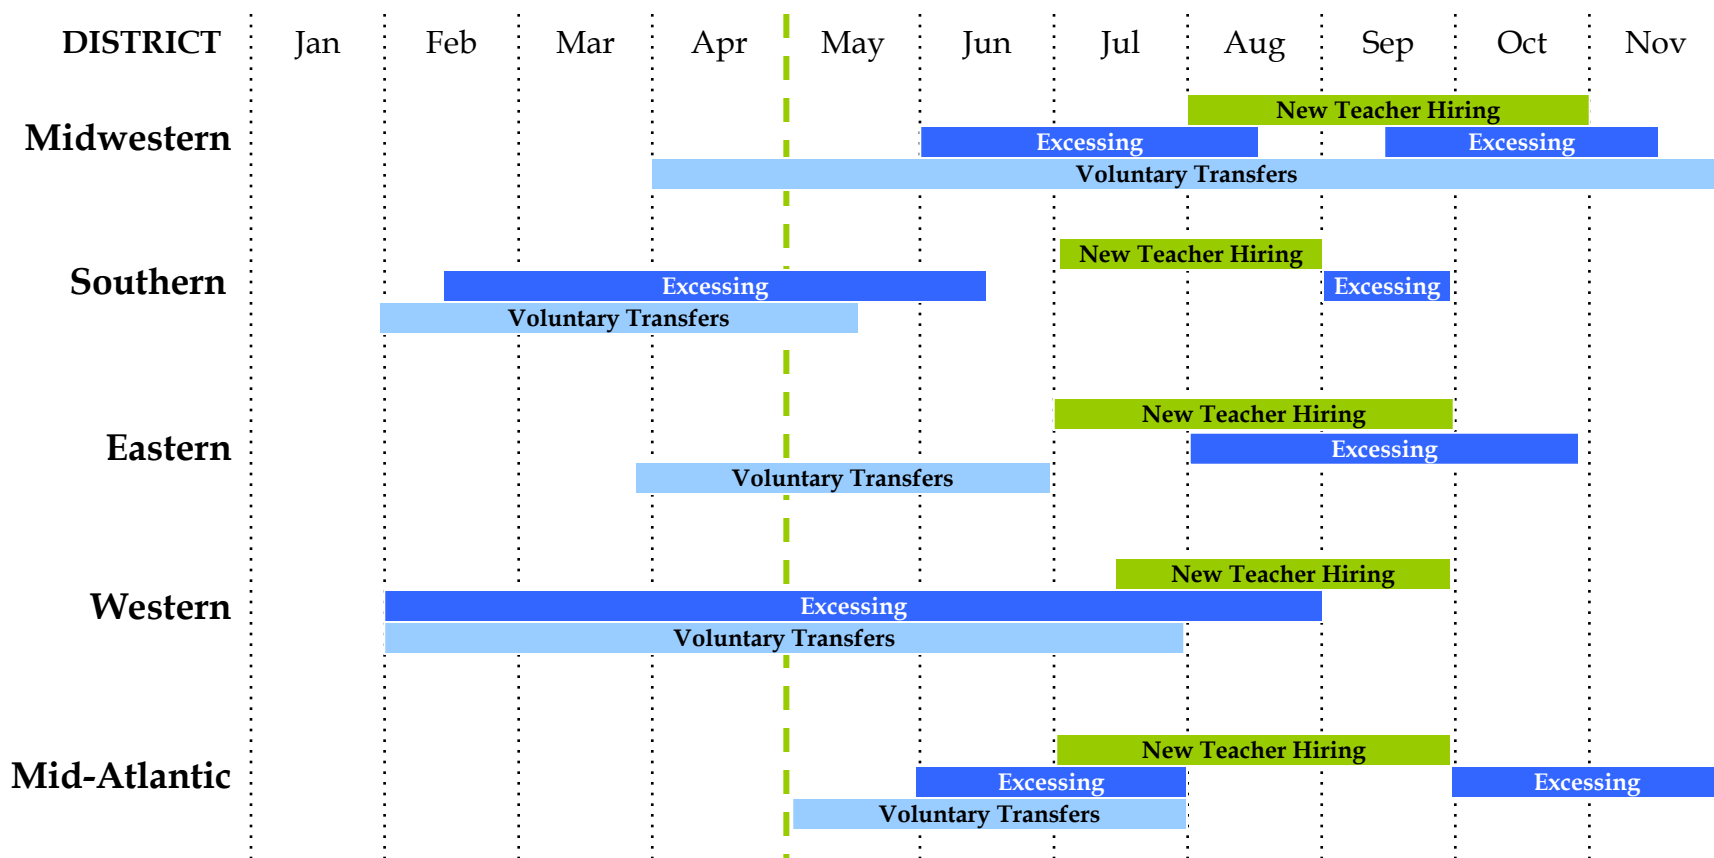 DISTRICT Jan Feb Mar Apr May Jun Jul Aug Sep Oct Nov
New Teacher Hiring
Midwestern
Excessing Excessing
Voluntary Transfers
New Teacher Hiring
Southern
Excessing Excessing
Voluntary Transfers
New Teacher Hiring
Eastern
Excessing
Voluntary Transfers
New Teacher Hiring
Western
Excessing
Voluntary Transfers
New Teacher Hiring
Mid-Atlantic
Excessing Excessing
Voluntary Transfers